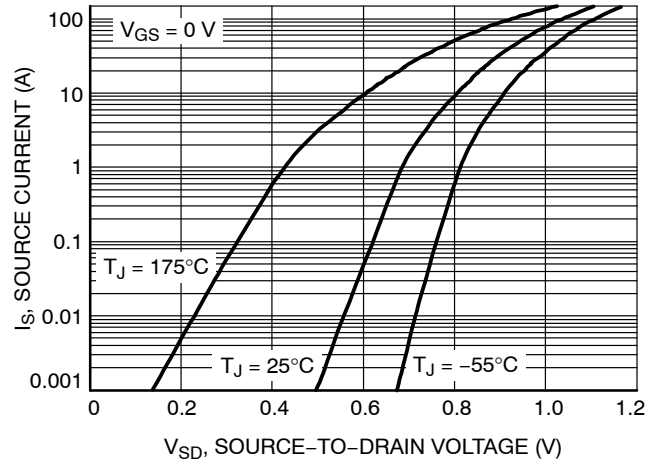 100
V_GS = 0 V
10
1
0.1
T_J = 175°C
0.01
T_J = 25°C
T_J = −55°C
0.001
I_S, SOURCE CURRENT (A)
0 0.2 0.4 0.6 0.8 1.0 1.2
V_SD, SOURCE−TO−DRAIN VOLTAGE (V)